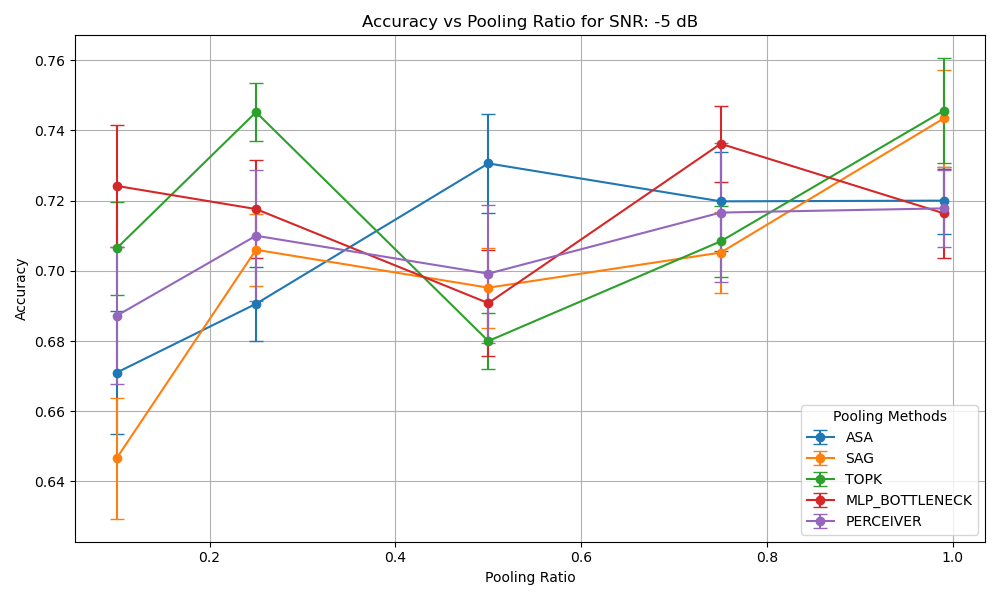 Accuracy vs Pooling Ratio for SNR: -5 dB
0.76
0.74
0.72
0.70
0.68
0.66
0.64
Accuracy
0.2
0.4
0.6
0.8
1.0
Pooling Ratio
Pooling Methods
ASA
SAG
TOPK
MLP_BOTTLENECK
PERCEIVER